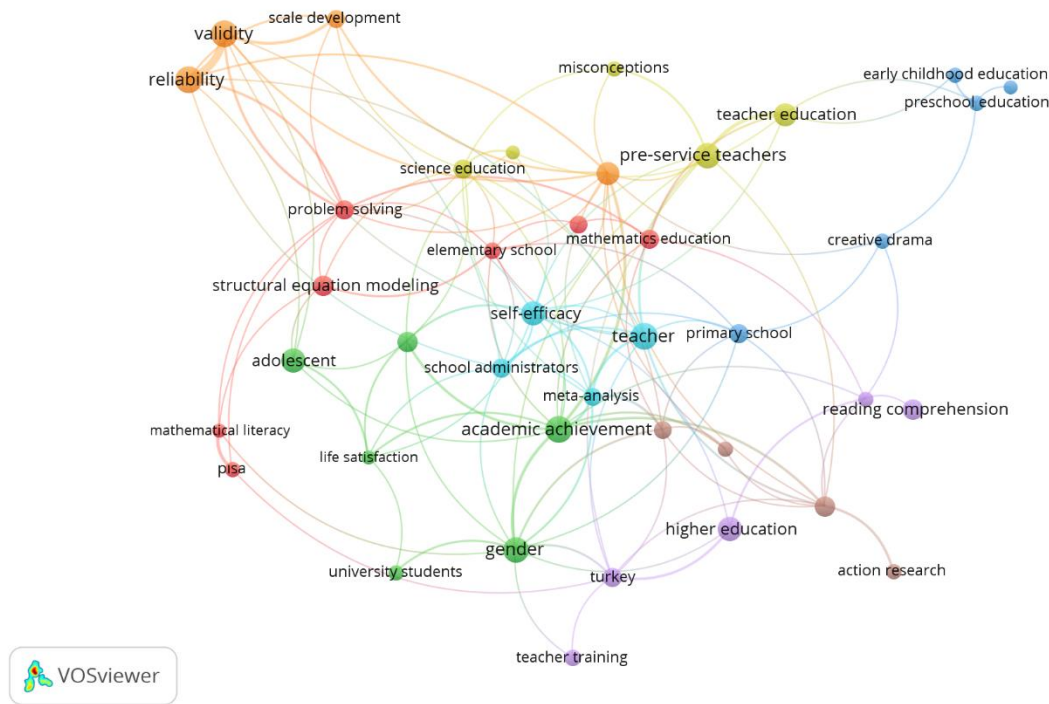 scale development
validity
reliability
misconceptions
early childhood education
preschool education
teacher education
pre-service teachers
science education
problem solving
mathematics education
creative drama
elementary school
structural equation modeling
self-efficacy
teacher
primary school
adolescent
school administrators
meta-analysis
reading comprehension
academic achievement
mathematical literacy
life satisfaction
pısa
higher education
gender
university students
turkey
action research
teacher training
VOSviewer